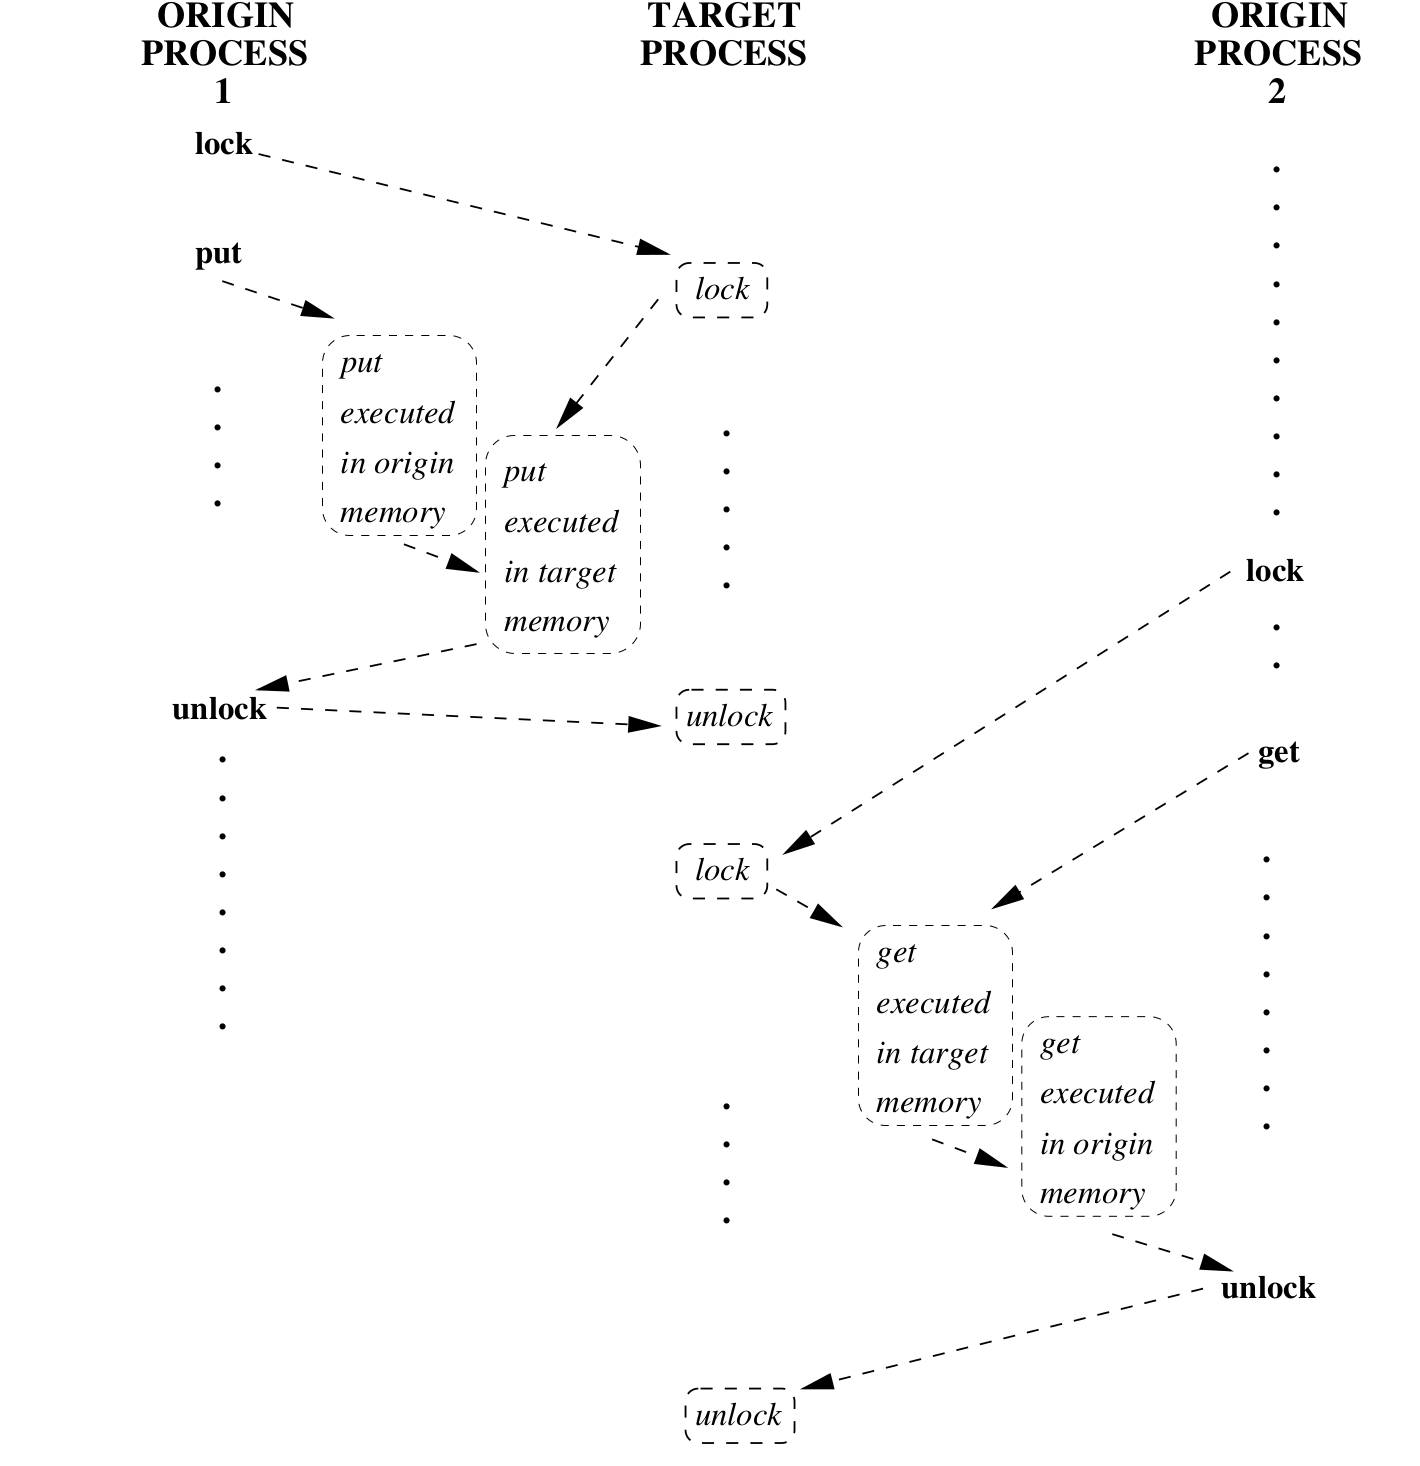 ORIGIN
PROCESS
1
TARGET
PROCESS
ORIGIN
PROCESS
2
lock
put
lock
put
executed
in origin
memory
put
executed
in target
memory
lock
unlock
unlock
get
lock
get
executed
in target
memory
get
executed
in origin
memory
unlock
unlock